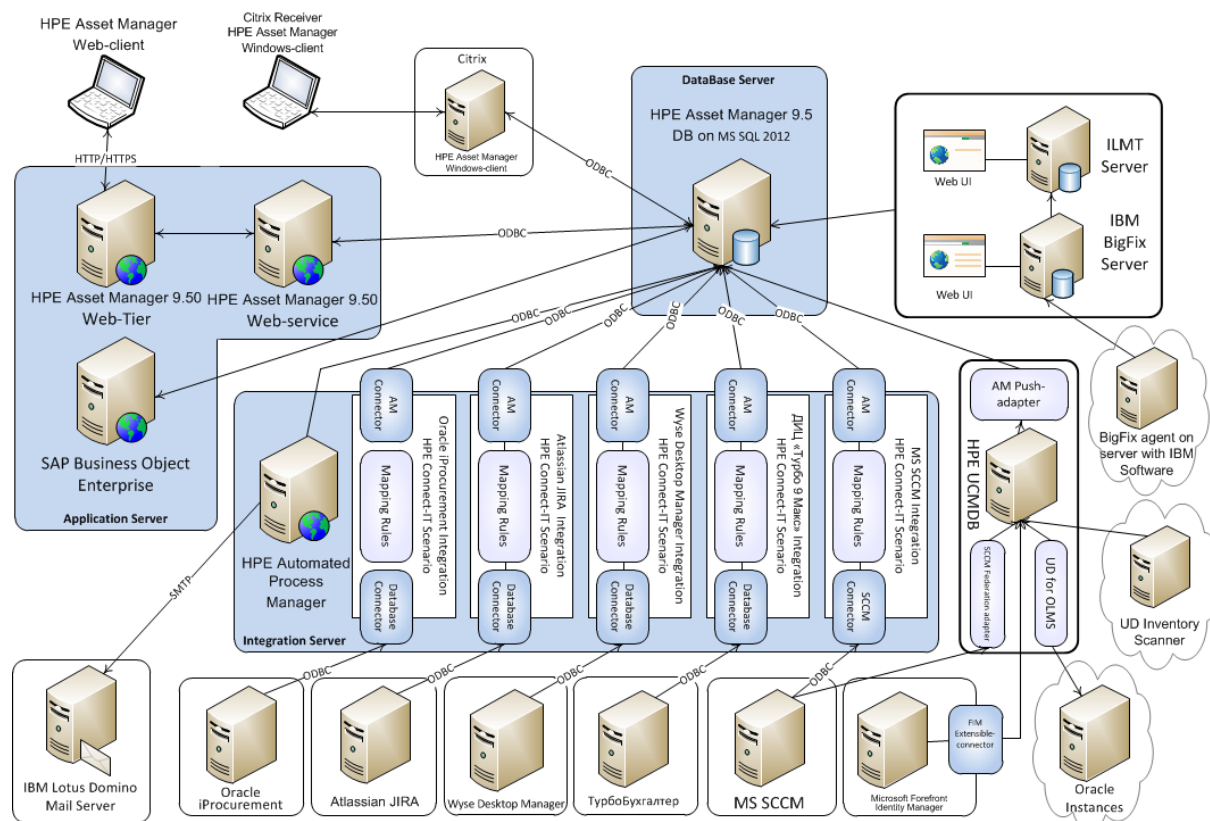 HPE Asset Manager
Web-client
Citrix Receiver
HPE Asset Manager
Windows-client
Citrix
HPE Asset Manager
Windows-client
DataBase Server
HPE Asset Manager 9.5
DB on MS SQL 2012
Web UI
ILMT
Server
Web UI
IBM
BigFix
Server
HTTP/HTTPS
ODBC
ODBC
HPE Asset Manager 9.50
Web-Tier
HPE Asset Manager 9.50
Web-service
SAP Business Object
Enterprise
Application Server
ODBC
ODBC
ODBC
ODBC
ODBC
ODBC
HPE Automated
Process
Manager
Integration Server
SMTP
AM
Connector
Mapping Rules
Database
Connector
Oracle iProcurement Integration
HPE Connect-IT Scenario
AM
Connector
Mapping Rules
Database
Connector
Atlassian JIRA Integration
HPE Connect-IT Scenario
AM
Connector
Mapping Rules
Database
Connector
Wyse Desktop Manager Integration
HPE Connect-IT Scenario
AM
Connector
Mapping Rules
Database
Connector
ДИЦ «Турбо 9 Макс» Integration
HPE Connect-IT Scenario
AM
Connector
Mapping Rules
SCCM
Connector
MS SCCM Integration
HPE Connect-IT Scenario
AM Push-
adapter
HPE UCMDB
SCCM Federation adapter
UD for OLMS
BigFix agent on
server with IBM
Software
UD Inventory
Scanner
ODBC
ODBC
ODBC
ODBC
ODBC
IBM Lotus Domino
Mail Server
Oracle
iProcurement
Atlassian JIRA
Wyse Desktop Manager
ТурбоБухгалтер
MS SCCM
Microsoft Forefront
Identity Manager
FIM
Extensible-
connector
Oracle
Instances